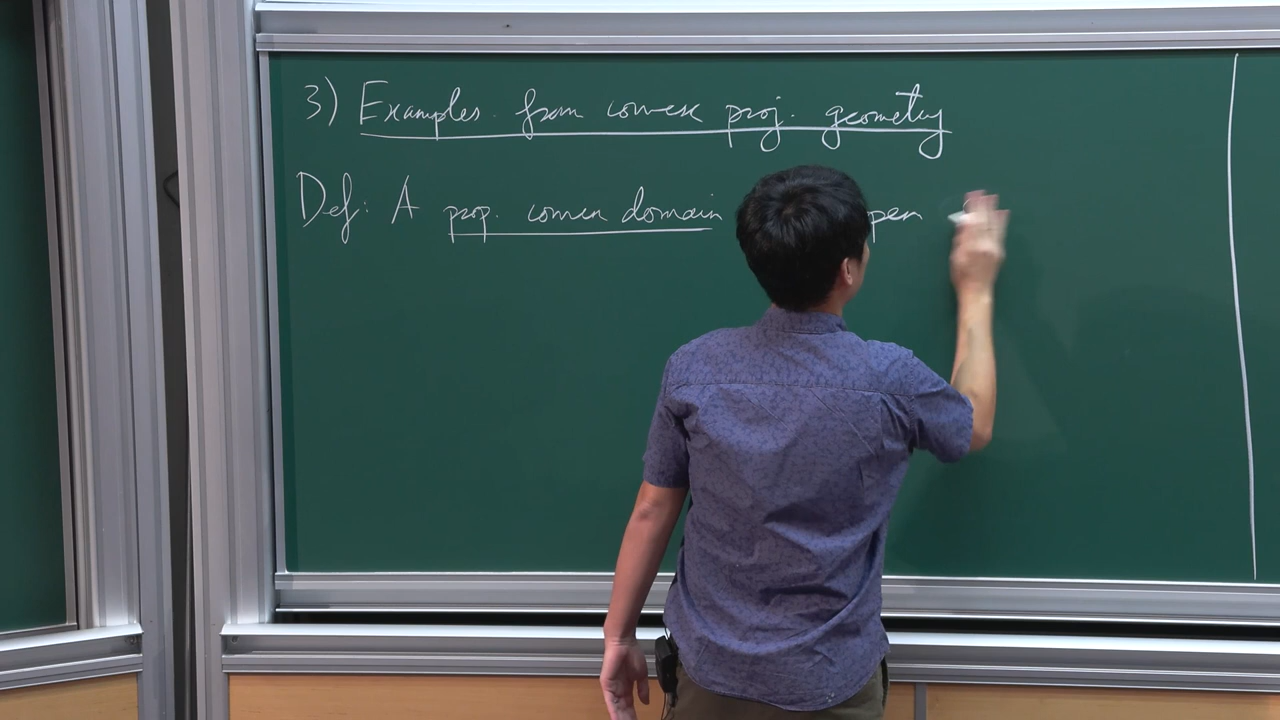 3) Examples from convex proj. geometry
Def: A prop. convex domain pen